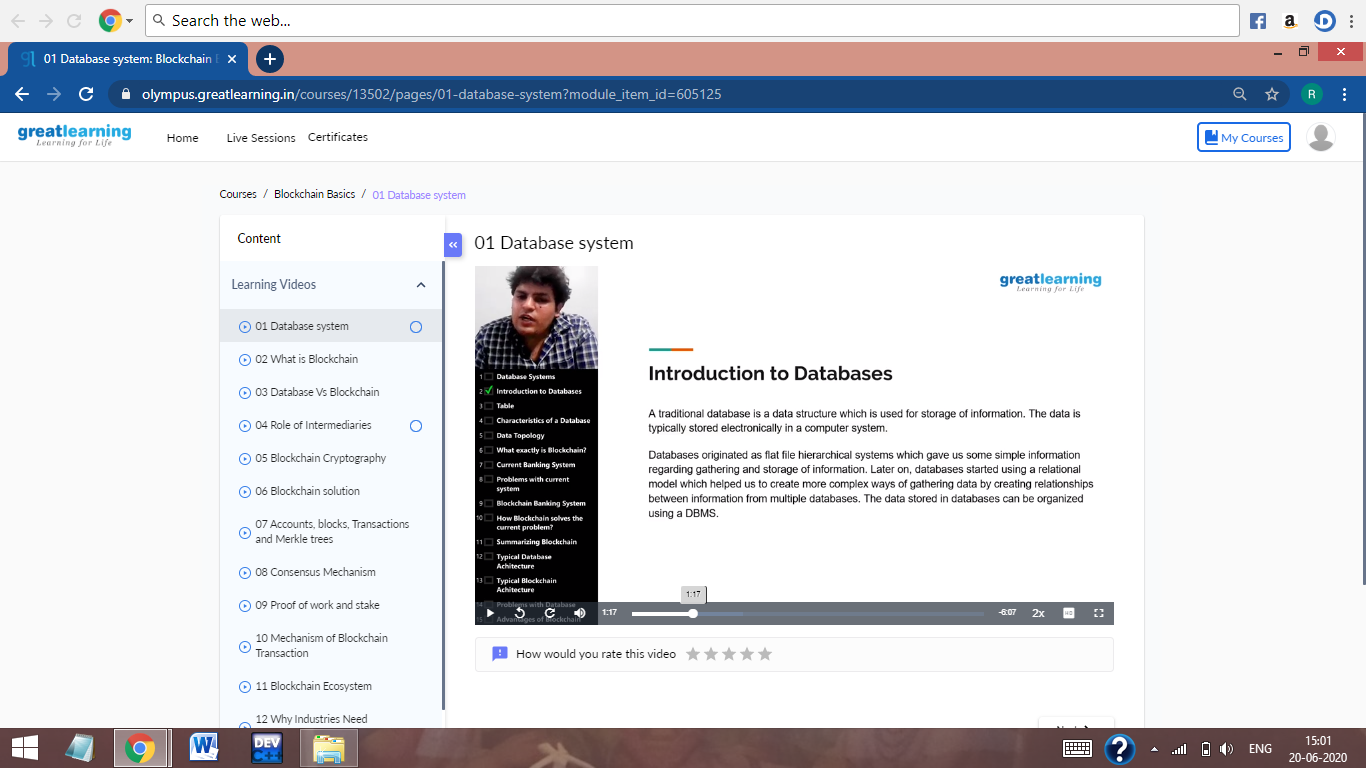 Search the web...
01 Database system: Blockchain
olympus.greatlearning.in/courses/13502/pages/01-database-system?module_item_id=605125
R
greatlearning
Learning for Life
Home
Live Sessions
Certificates
My Courses
Courses / Blockchain Basics / 01 Database system
Content
Learning Videos
01 Database system
02 What is Blockchain
03 Database Vs Blockchain
04 Role of Intermediaries
05 Blockchain Cryptography
06 Blockchain solution
07 Accounts, blocks, Transactions
and Merkle trees
08 Consensus Mechanism
09 Proof of work and stake
10 Mechanism of Blockchain
Transaction
11 Blockchain Ecosystem
12 Why Industries Need
01 Database system
1 Database Systems
2 Introduction to Databases
3 Table
4 Characteristics of a Database
5 Data Topology
6 What exactly is Blockchain?
7 Current Banking System
8 Problems with current
system
9 Blockchain Banking System
10 How Blockchain solves the
current problem?
11 Summarizing Blockchain
12 Typical Database
Achitecture
13 Typical Blockchain
Achitecture
14 Problems with Database
15 Advantages of Blockchain
greatlearning
Learning for Life
Introduction to Databases
A traditional database is a data structure which is used for storage of information. The data is
typically stored electronically in a computer system.
Databases originated as flat file hierarchical systems which gave us some simple information
regarding gathering and storage of information. Later on, databases started using a relational
model which helped us to create more complex ways of gathering data by creating relationships
between information from multiple databases. The data stored in databases can be organized
using a DBMS.
1:17
1:17
-6:07
2x
HD
How would you rate this video
DEV
C++
ENG
15:01
20-06-2020